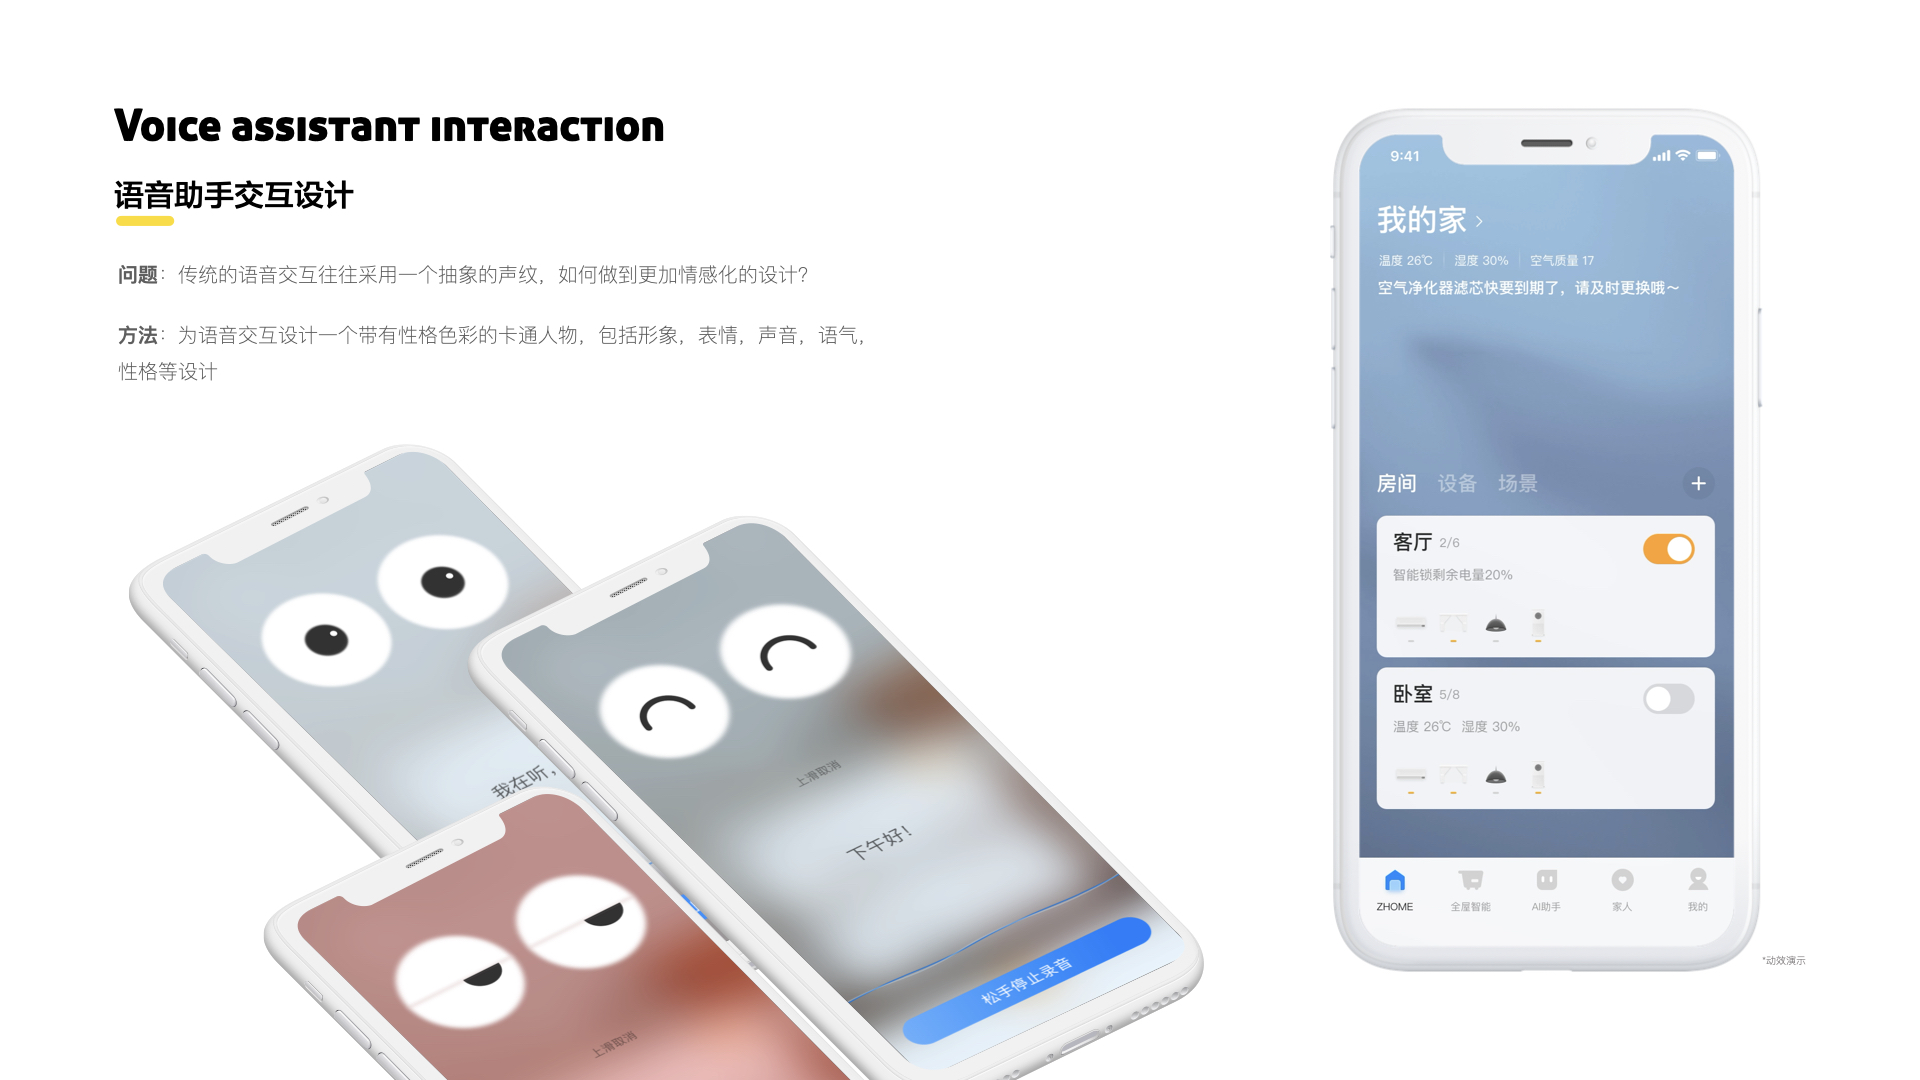 Voice assistant interaction
语音助手交互设计
问题：传统的语音交互往往采用一个抽象的声纹，如何做到更加情感化的设计？
方法：为语音交互设计一个带有性格色彩的卡通人物，包括形象，表情，声音，语气，
性格等设计
我在听，
上滑取消
下午好！
松手停止录音
上滑取消
9:41
我的家 ›
温度 26℃ 湿度 30% 空气质量 17
空气净化器滤芯快要到期了，请及时更换哦～
房间 设备 场景 +
客厅 2/6
智能锁剩余电量20%
卧室 5/8
温度 26℃ 湿度 30%
ZHOME 全屋智能 AI助手 家人 我的
*动效演示